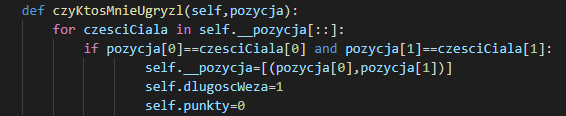 def czyKtosMnieUgryzl(self,pozycja):
for czesciCiala in self.__pozycja[::]:
if pozycja[0]==czesciCiala[0] and pozycja[1]==czesciCiala[1]:
self.__pozycja=[(pozycja[0],pozycja[1])]
self.dlugoscWeza=1
self.punkty=0